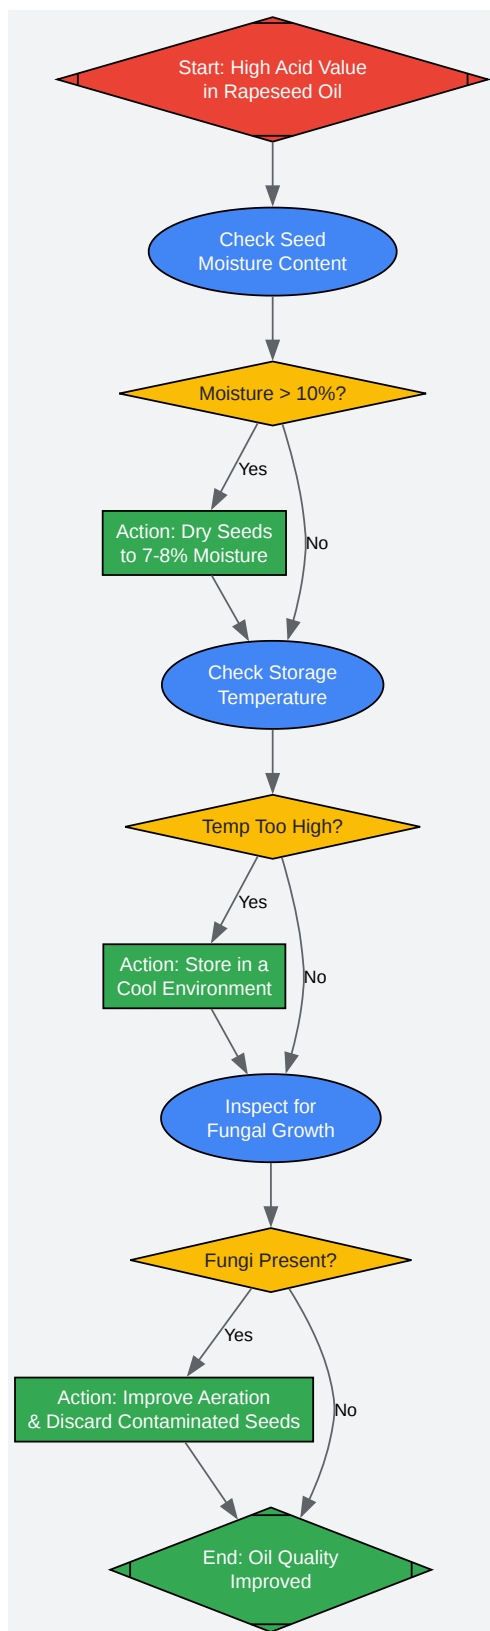 Start: High Acid Value
in Rapeseed Oil
Check Seed
Moisture Content
Moisture > 10%?
Yes
Action: Dry Seeds
to 7-8% Moisture
No
Check Storage
Temperature
Temp Too High?
Yes
Action: Store in a
Cool Environment
No
Inspect for
Fungal Growth
Fungi Present?
Yes
Action: Improve Aeration
& Discard Contaminated Seeds
No
End: Oil Quality
Improved